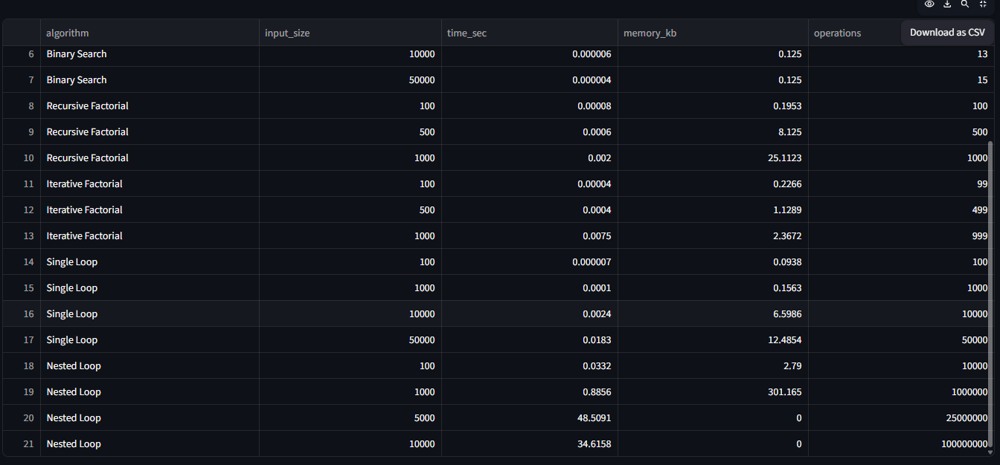 algorithm input_size time_sec memory_kb operations Download as CSV
6 Binary Search 10000 0.000006 0.125 13
7 Binary Search 50000 0.000004 0.125 15
8 Recursive Factorial 100 0.00008 0.1953 100
9 Recursive Factorial 500 0.0006 8.125 500
10 Recursive Factorial 1000 0.002 25.1123 1000
11 Iterative Factorial 100 0.00004 0.2266 99
12 Iterative Factorial 500 0.0004 1.1289 499
13 Iterative Factorial 1000 0.0075 2.3672 999
14 Single Loop 100 0.000007 0.0938 100
15 Single Loop 1000 0.0001 0.1563 1000
16 Single Loop 10000 0.0024 6.5986 10000
17 Single Loop 50000 0.0183 12.4854 50000
18 Nested Loop 100 0.0332 2.79 10000
19 Nested Loop 1000 0.8856 301.165 1000000
20 Nested Loop 5000 48.5091 0 25000000
21 Nested Loop 10000 34.6158 0 100000000